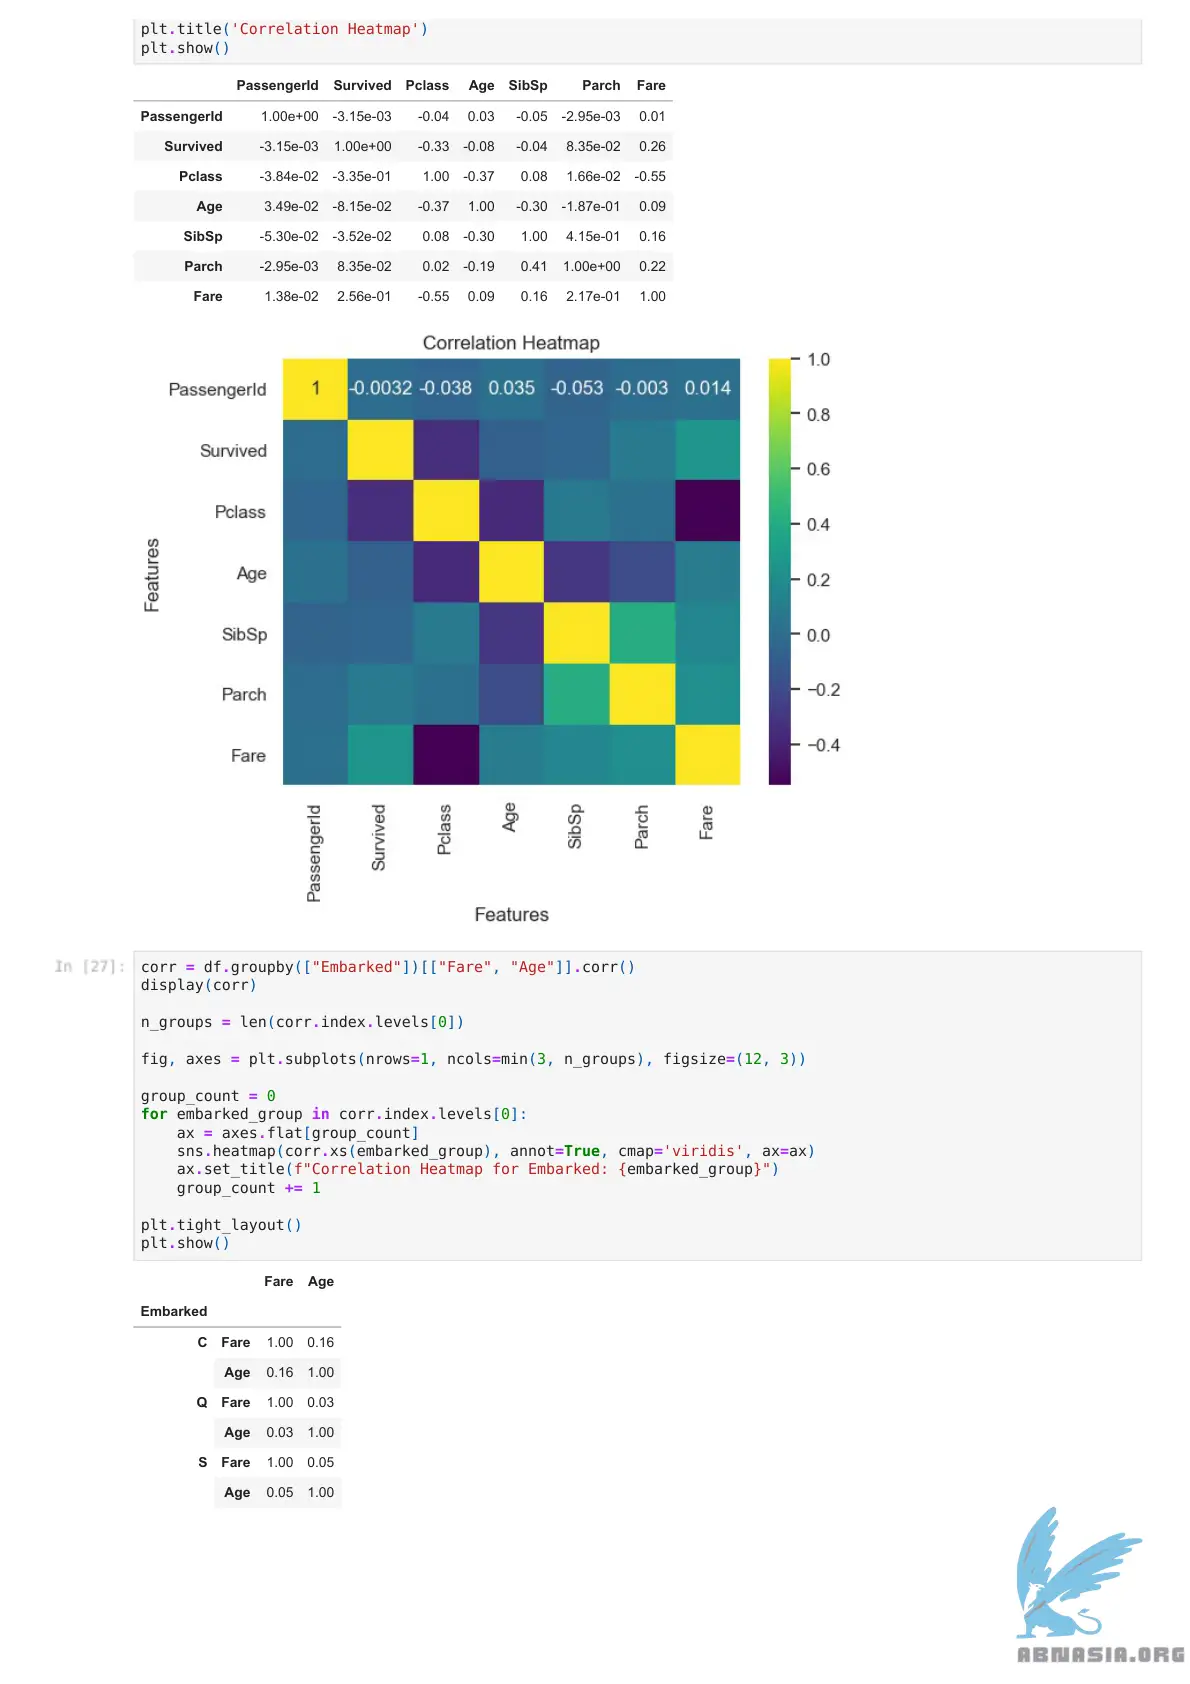 plt.title('Correlation Heatmap')
plt.show()
PassengerId Survived Pclass Age SibSp Parch Fare
PassengerId 1.00e+00 -3.15e-03 -0.04 0.03 -0.05 -2.95e-03 0.01
Survived -3.15e-03 1.00e+00 -0.33 -0.08 -0.04 8.35e-02 0.26
Pclass -3.84e-02 -3.35e-01 1.00 -0.37 0.08 1.66e-02 -0.55
Age 3.49e-02 -8.15e-02 -0.37 1.00 -0.30 -1.87e-01 0.09
SibSp -5.30e-02 -3.52e-02 0.08 -0.30 1.00 4.15e-01 0.16
Parch -2.95e-03 8.35e-02 0.02 -0.19 0.41 1.00e+00 0.22
Fare 1.38e-02 2.56e-01 -0.55 0.09 0.16 2.17e-01 1.00
Correlation Heatmap
PassengerId 1 -0.0032 -0.038 0.035 -0.053 -0.003 0.014
Survived
Pclass
Age
SibSp
Parch
Fare
Features
PassengerId Survived Pclass Age SibSp Parch Fare
Features
1.0
0.8
0.6
0.4
0.2
0.0
−0.2
−0.4
In [27]:
corr = df.groupby(["Embarked"])[["Fare", "Age"]].corr()
display(corr)
n_groups = len(corr.index.levels[0])
fig, axes = plt.subplots(nrows=1, ncols=min(3, n_groups), figsize=(12, 3))
group_count = 0
for embarked_group in corr.index.levels[0]:
    ax = axes.flat[group_count]
    sns.heatmap(corr.xs(embarked_group), annot=True, cmap='viridis', ax=ax)
    ax.set_title(f"Correlation Heatmap for Embarked: {embarked_group}")
    group_count += 1
plt.tight_layout()
plt.show()
Fare Age
Embarked
C Fare 1.00 0.16
Age 0.16 1.00
Q Fare 1.00 0.03
Age 0.03 1.00
S Fare 1.00 0.05
Age 0.05 1.00
ABNASIA.ORG